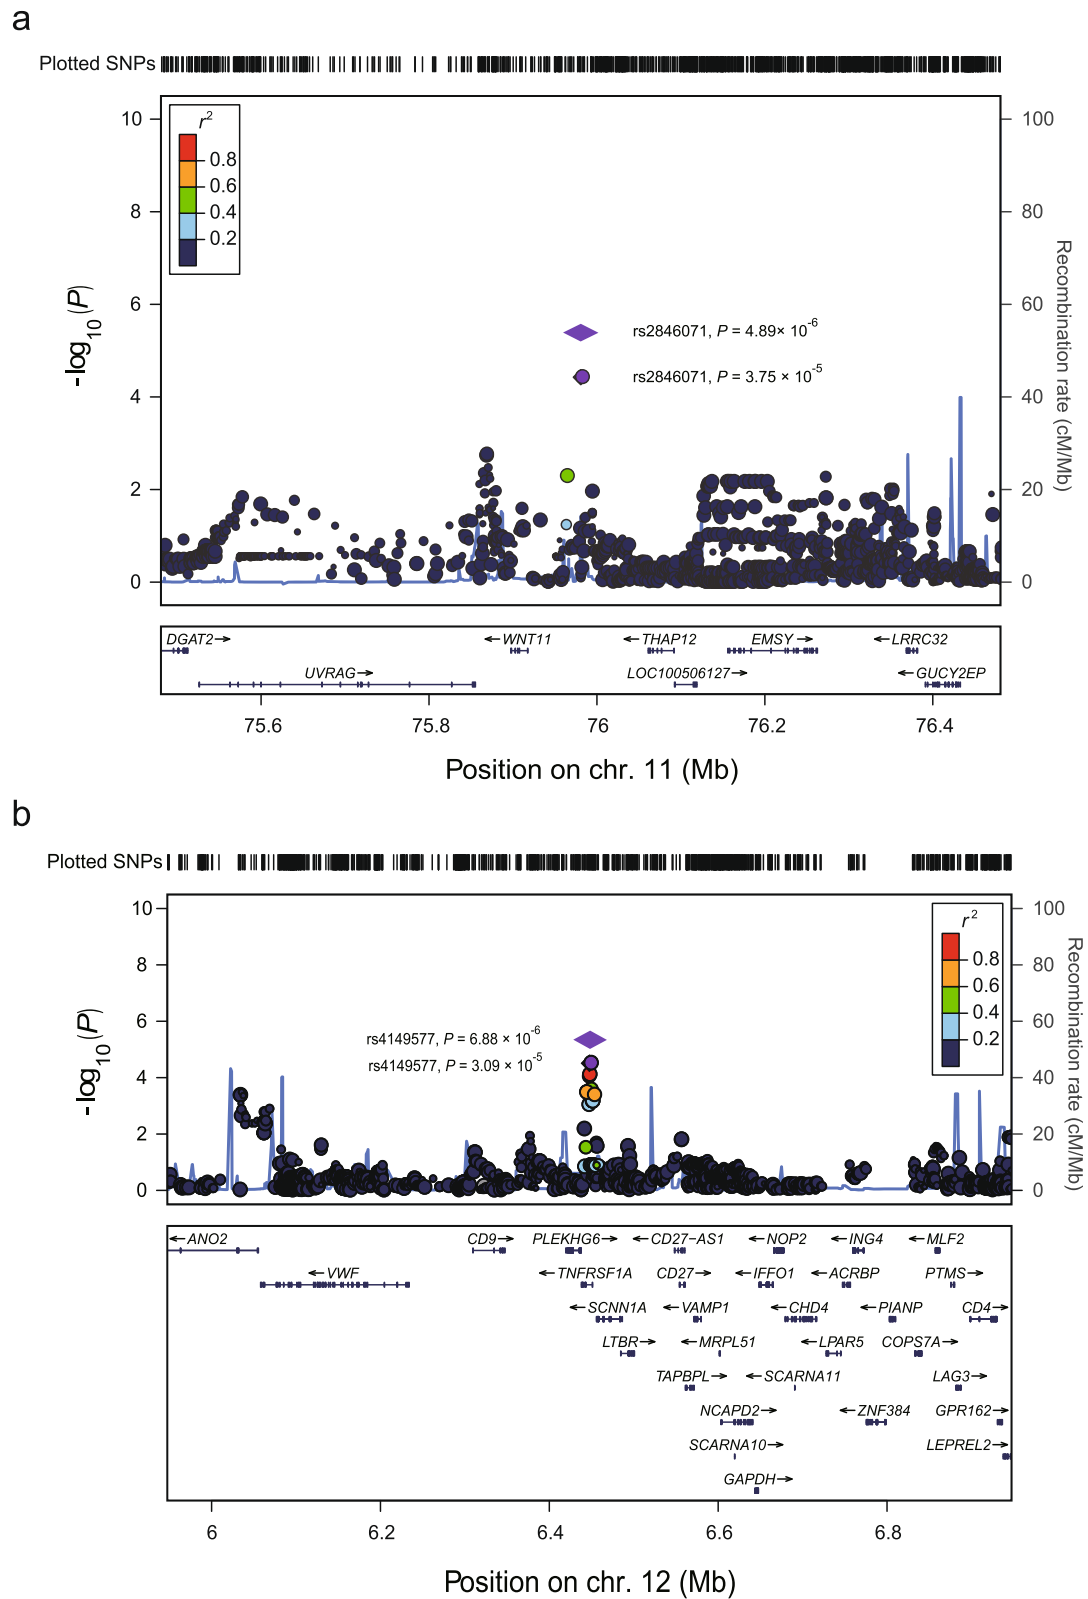 a
Plotted SNPs
10
8
6
4
2
0
-log10(P)
r2
0.8
0.6
0.4
0.2
rs2846071, P = 4.89× 10-6
rs2846071, P = 3.75 × 10-5
100
80
60
40
20
0
Recombination rate (cM/Mb)
DGAT2→ ←WNT11 ←THAP12 EMSY→ ←LRRC32
UVRAG→ LOC100506127→ ←GUCY2EP
75.6 75.8 76 76.2 76.4
Position on chr. 11 (Mb)
b
Plotted SNPs
10
8
6
4
2
0
-log10(P)
rs4149577, P = 6.88 × 10-6
rs4149577, P = 3.09 × 10-5
r2
0.8
0.6
0.4
0.2
100
80
60
40
20
0
Recombination rate (cM/Mb)
←ANO2 CD9→ PLEKHG6→ ←CD27−AS1 ←NOP2 ←ING4 ←MLF2
←VWF ←TNFRSF1A CD27→ ←IFFO1 ←ACRBP PTMS→
←SCNN1A ←VAMP1 ←CHD4 ←PIANP CD4→
LTBR→ ←MRPL51 ←LPAR5 COPS7A→
TAPBPL→ ←SCARNA11 LAG3→
NCAPD2→ ←ZNF384 GPR162→
SCARNA10→ LEPREL2→
GAPDH→
6 6.2 6.4 6.6 6.8
Position on chr. 12 (Mb)